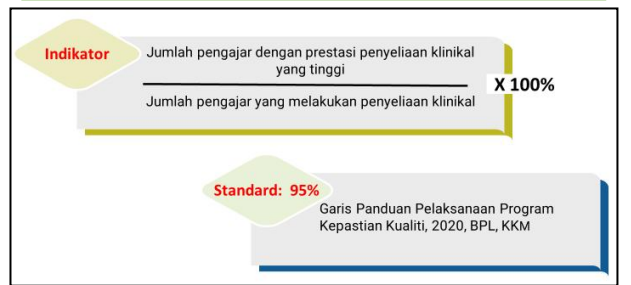 Indikator
Jumlah pengajar dengan prestasi penyeliaan klinikal
yang tinggi
Jumlah pengajar yang melakukan penyeliaan klinikal
X 100%
Standard: 95%
Garis Panduan Pelaksanaan Program
Kepastian Kualiti, 2020, BPL, KKM